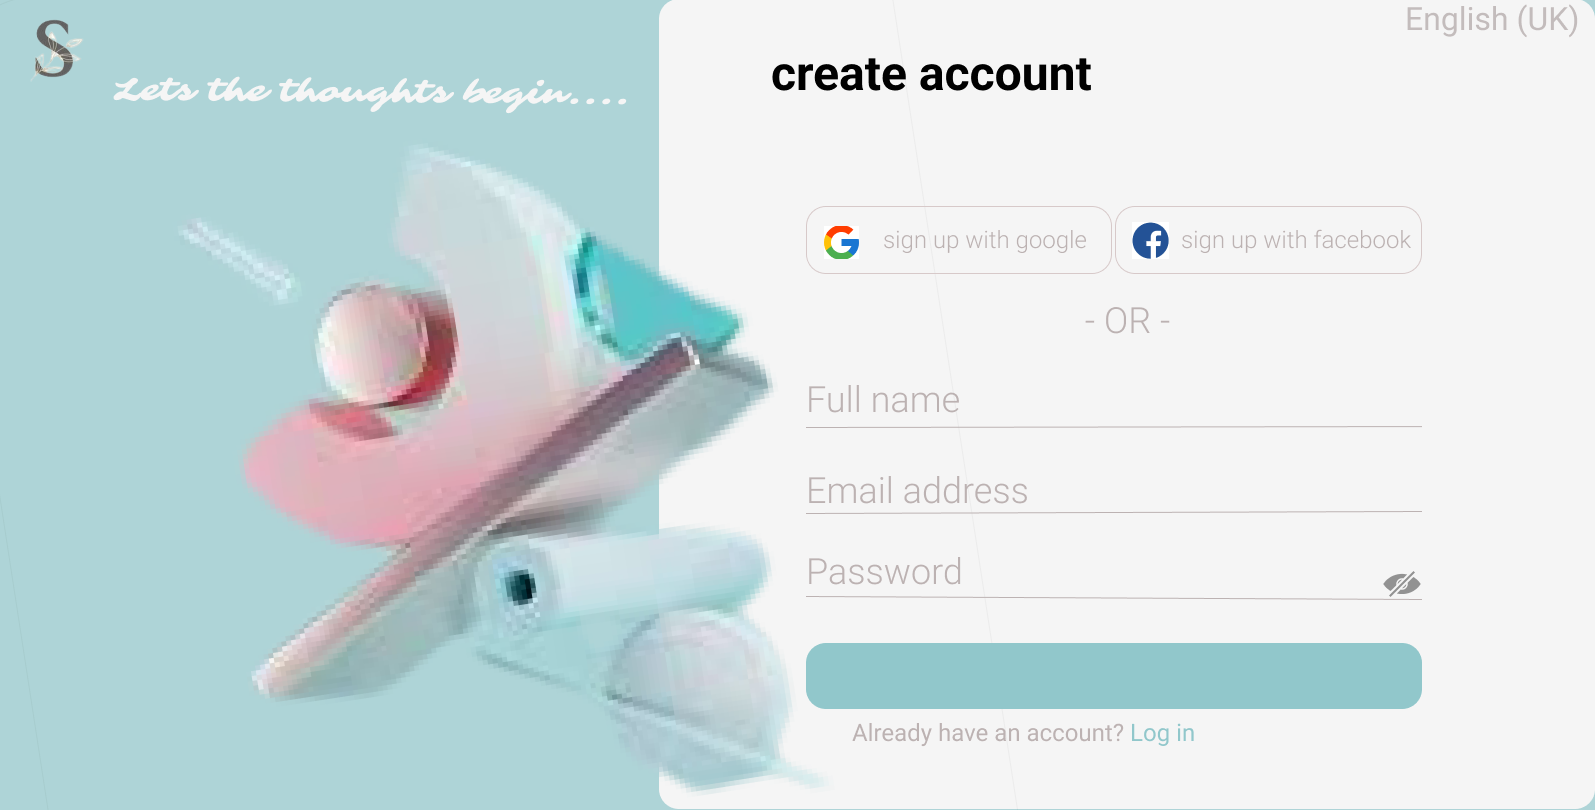 S
English (UK)
Lets the thoughts begin....
create account
sign up with google
sign up with facebook
- OR -
Full name
Email address
Password
Already have an account? Log in